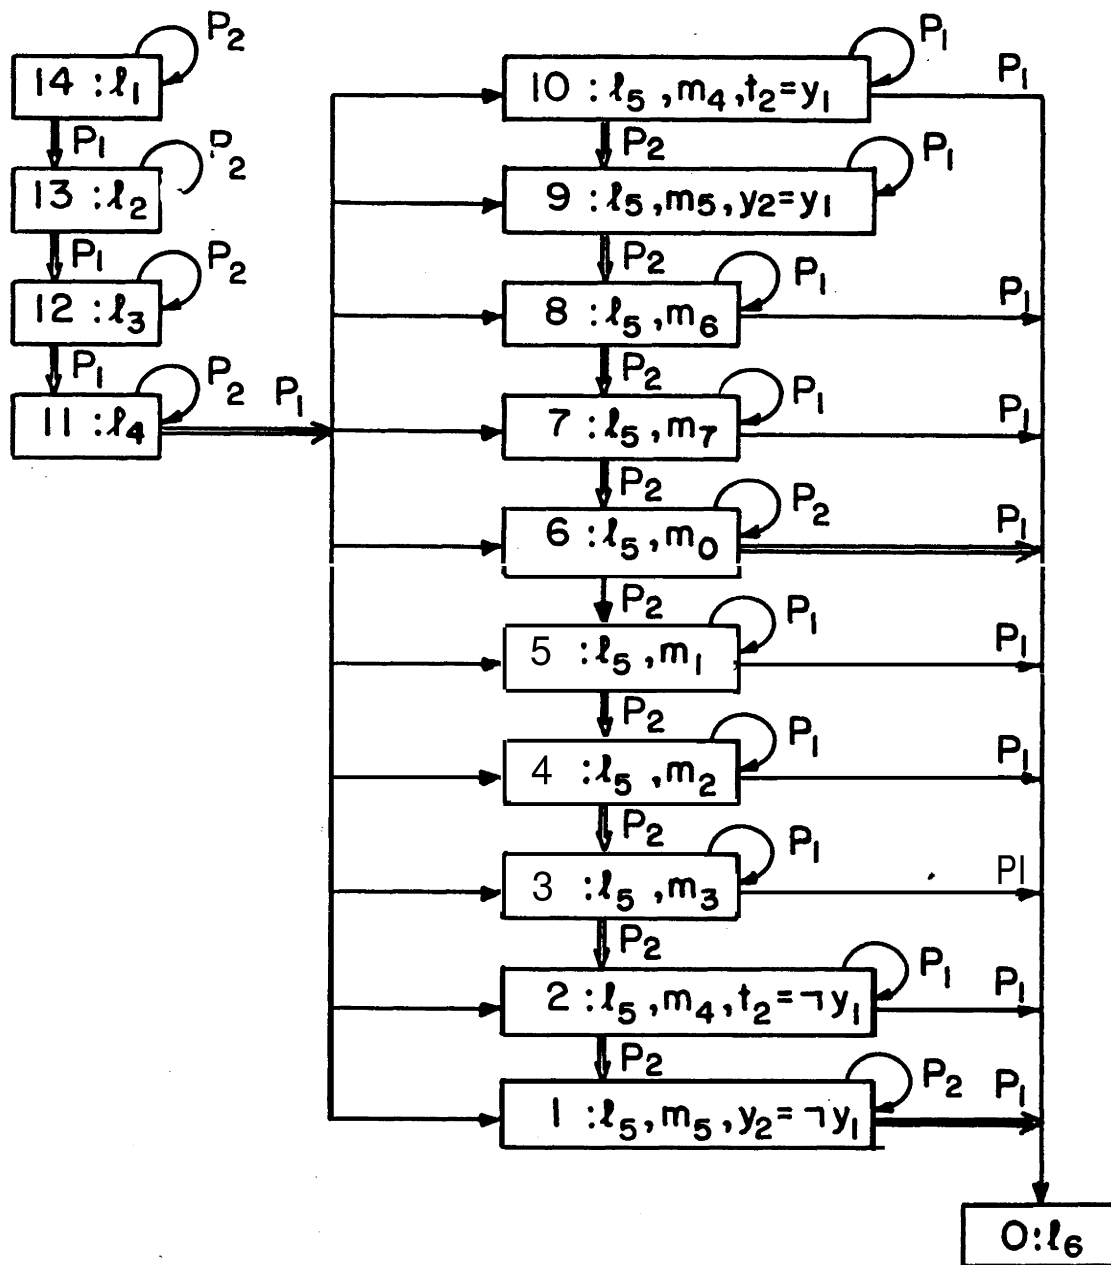 P₂
14 : ℓ₁
P₁
P₂
13 : ℓ₂
P₁
P₂
12 : ℓ₃
P₁
P₂
11 : ℓ₄
P₁
P₁
10 : ℓ₅ , m₄ , t₂ = y₁
P₁
P₂
P₁
9 : ℓ₅ , m₅ , y₂ = y₁
P₂
P₁
8 : ℓ₅ , m₆
P₁
P₂
P₁
7 : ℓ₅ , m₇
P₁
P₂
P₂
6 : ℓ₅ , m₀
P₁
P₂
P₁
5 : ℓ₅ , m₁
P₁
P₂
P₁
4 : ℓ₅ , m₂
P₁
P₂
P₁
3 : ℓ₅ , m₃
P1
P₂
P₁
2 : ℓ₅ , m₄ , t₂ = ¬y₁
P₁
P₂
P₂
1 : ℓ₅ , m₅ , y₂ = ¬y₁
P₁
0 : ℓ₆